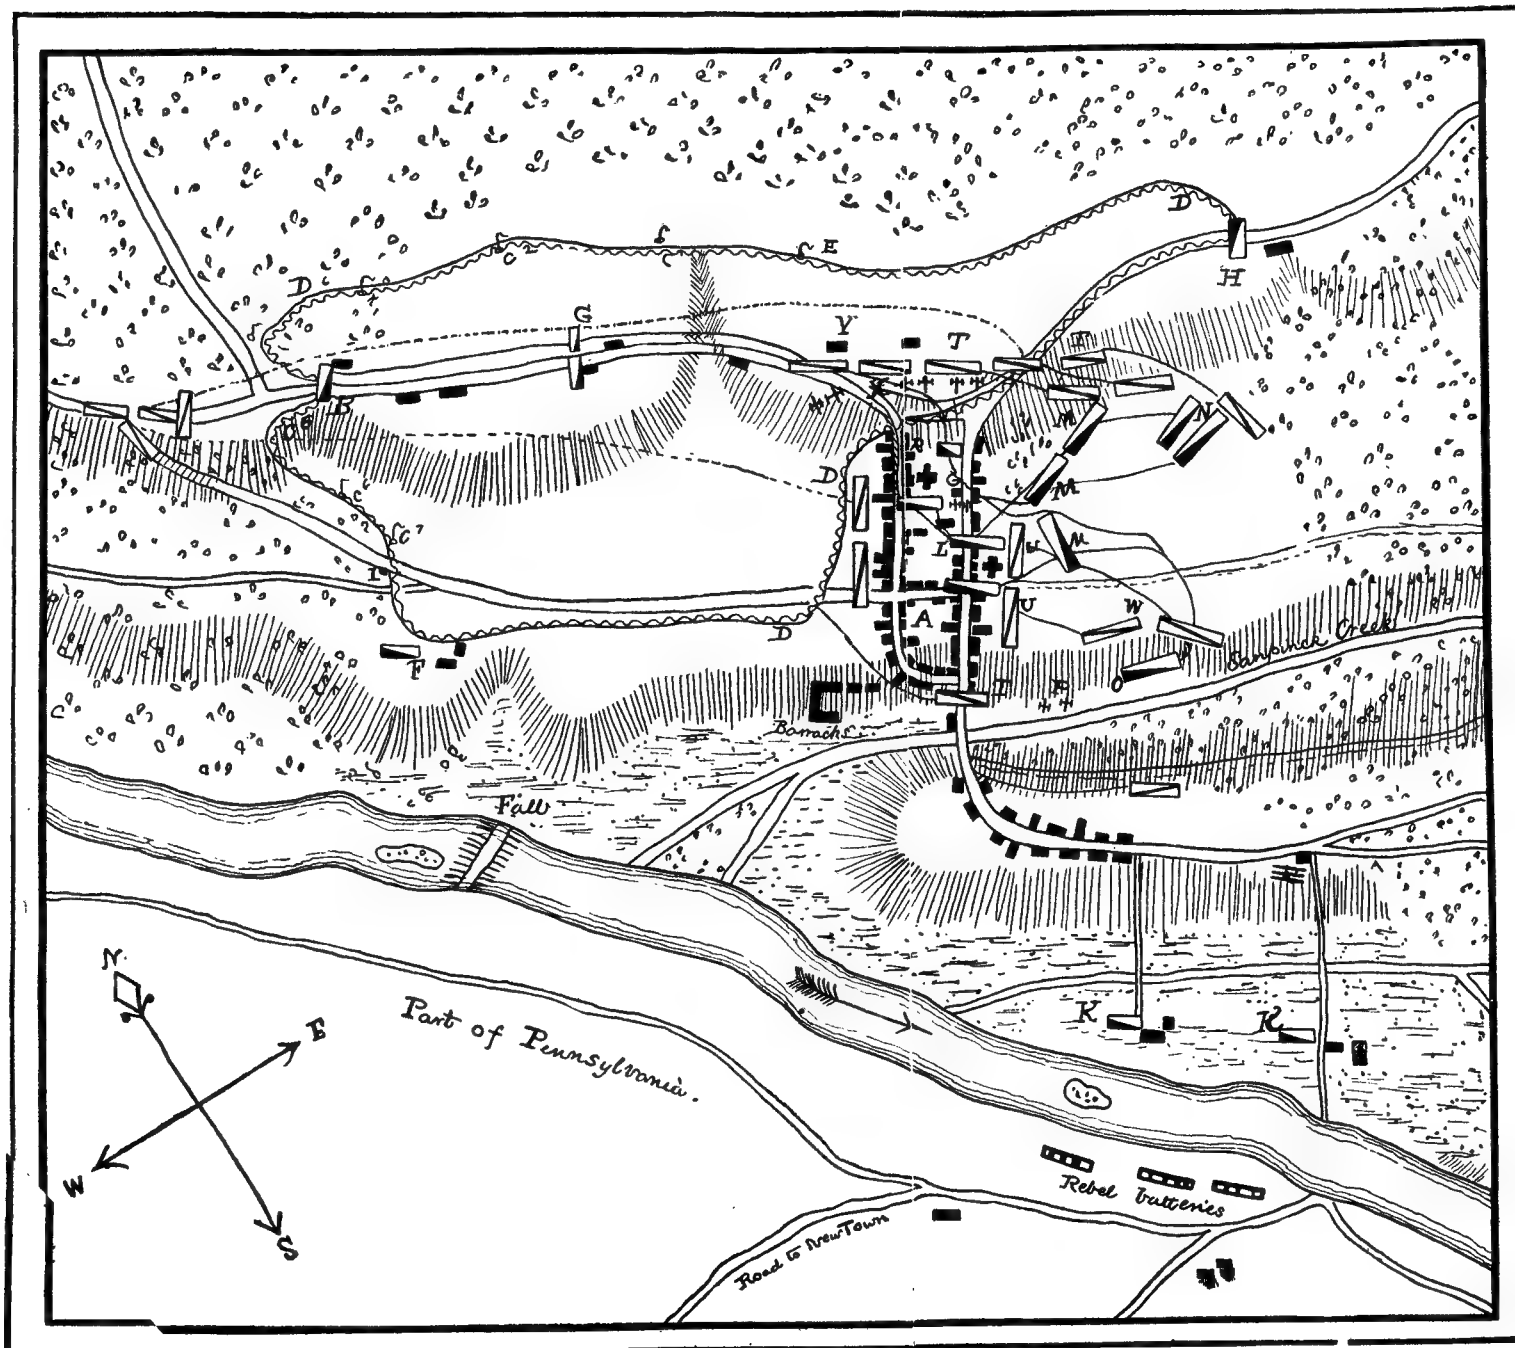 D
E
D
H
G
V
T
B
X
N
D
M
M
L
I
A
U
W
D
F
O
Sanpinck Creek
Barracks
Fall
A
N
E
W
S
Part of Pennsylvania.
K
K
Rebel batteries
Road to New Town